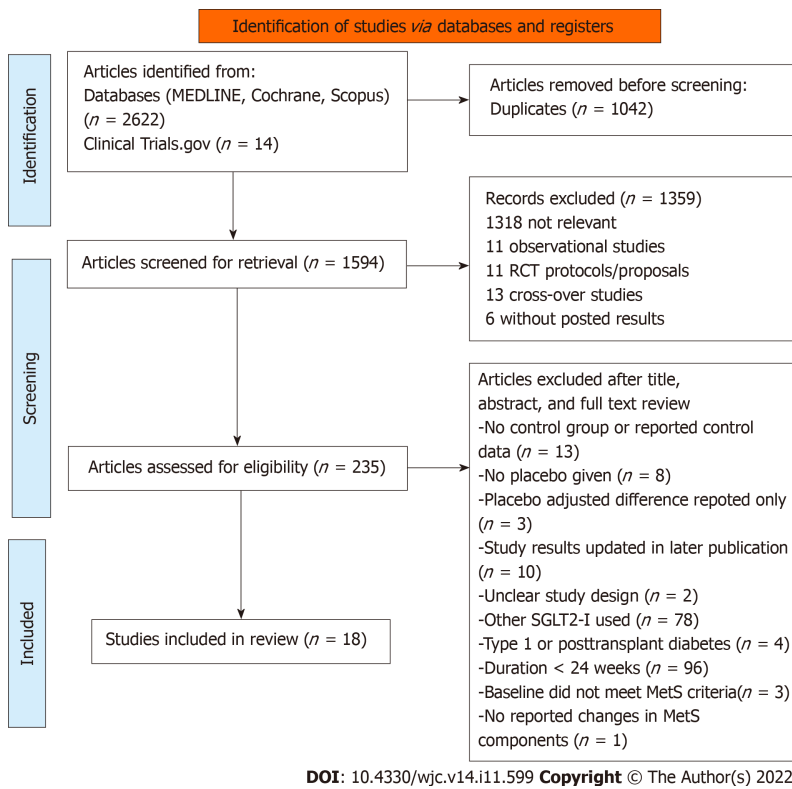 Identification of studies via databases and registers
Identification
Articles identified from:
Databases (MEDLINE, Cochrane, Scopus)
(n = 2622)
Clinical Trials.gov (n = 14)
Articles removed before screening:
Duplicates (n = 1042)
Screening
Articles screened for retrieval (n = 1594)
Records excluded (n = 1359)
1318 not relevant
11 observational studies
11 RCT protocols/proposals
13 cross-over studies
6 without posted results
Articles assessed for eligibility (n = 235)
Articles excluded after title,
abstract, and full text review
-No control group or reported control
data (n = 13)
-No placebo given (n = 8)
-Placebo adjusted difference repoted only
(n = 3)
-Study results updated in later publication
(n = 10)
-Unclear study design (n = 2)
-Other SGLT2-I used (n = 78)
-Type 1 or posttransplant diabetes (n = 4)
-Duration < 24 weeks (n = 96)
-Baseline did not meet MetS criteria(n = 3)
-No reported changes in MetS
components (n = 1)
Included
Studies included in review (n = 18)
DOI: 10.4330/wjc.v14.i11.599 Copyright © The Author(s) 2022